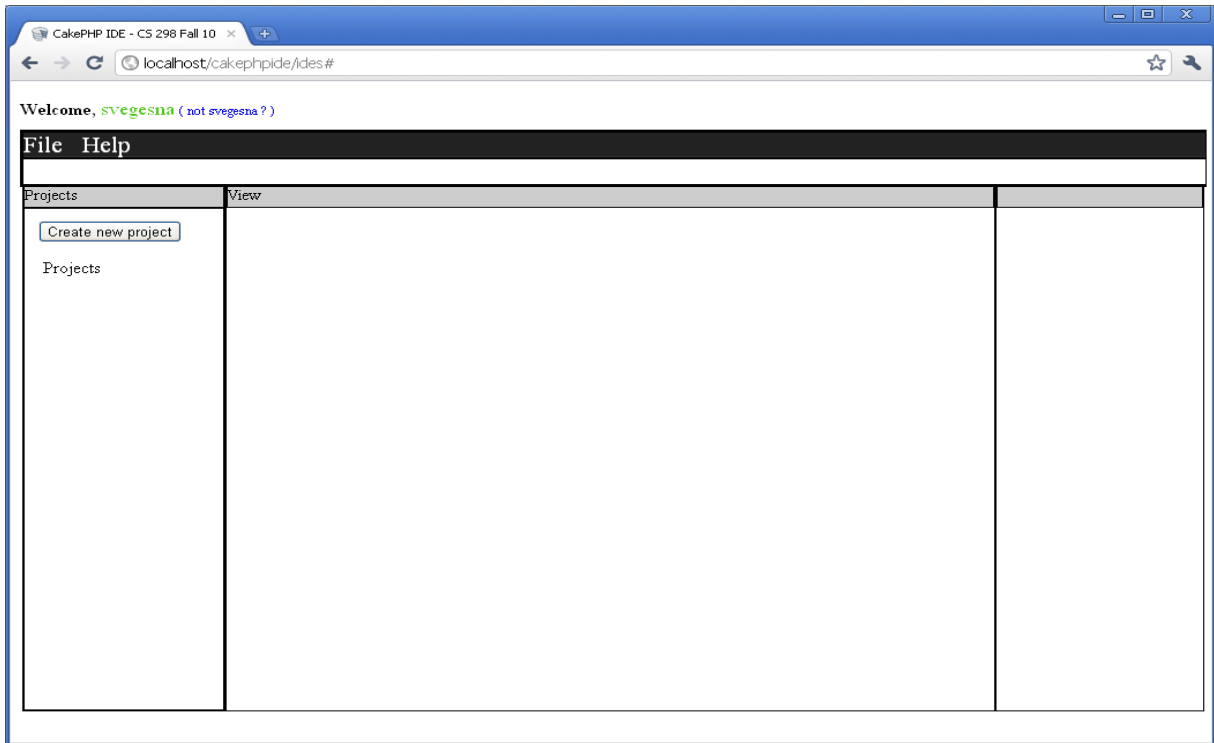 CakePHP IDE - CS 298 Fall 10
localhost/cakephpide/ides#
Welcome, svegesna ( not svegesna ? )
File Help
Projects View
Create new project
Projects